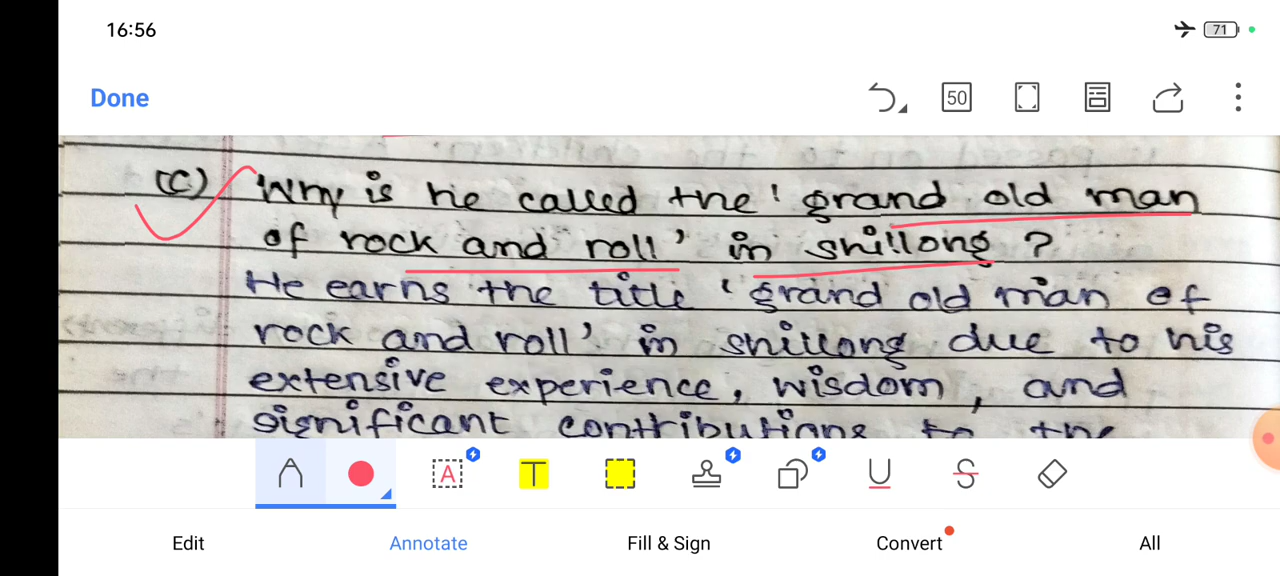 16:56
71
Done
50
(C) Why is he called the 'grand old man
of rock and roll' in shillong ?
He earns the title 'grand old man of
rock and roll' in shillong due to his
extensive experience, wisdom, and
significant contributions to the
A
T
U
S
Edit
Annotate
Fill & Sign
Convert
All